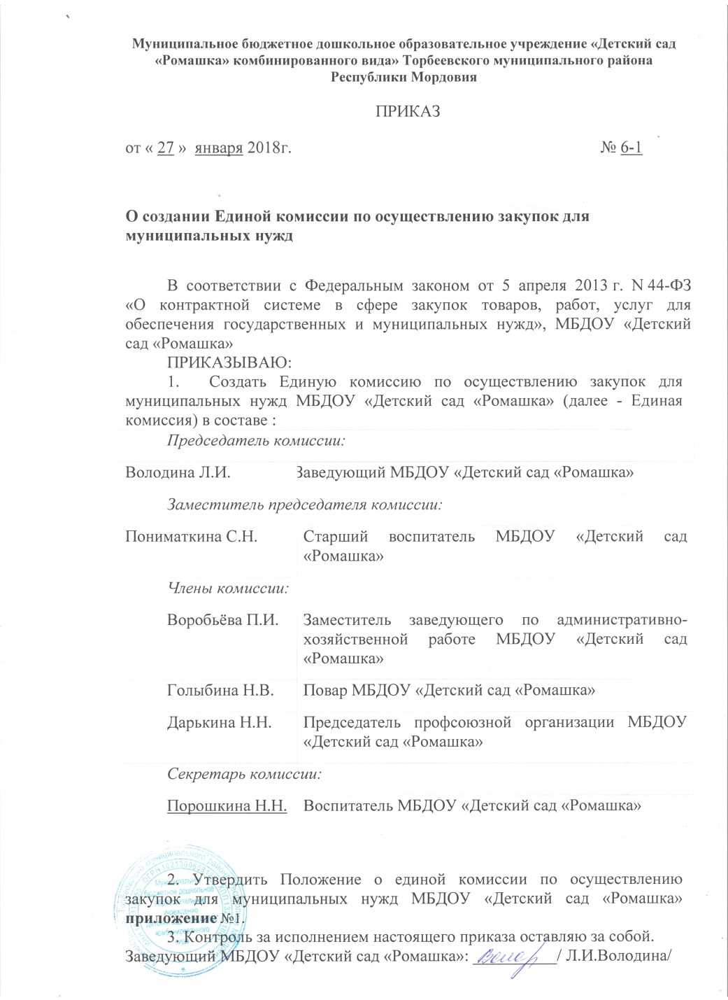 Муниципальное бюджетное дошкольное образовательное учреждение «Детский сад
«Ромашка» комбинированного вида» Торбеевского муниципального района
Республики Мордовия
ПРИКАЗ
от « 27 » января 2018г. № 6-1
О создании Единой комиссии по осуществлению закупок для
муниципальных нужд
В соответствии с Федеральным законом от 5 апреля 2013 г. N 44-ФЗ
«О контрактной системе в сфере закупок товаров, работ, услуг для
обеспечения государственных и муниципальных нужд», МБДОУ «Детский
сад «Ромашка»
ПРИКАЗЫВАЮ:
1. Создать Единую комиссию по осуществлению закупок для
муниципальных нужд МБДОУ «Детский сад «Ромашка» (далее - Единая
комиссия) в составе :
Председатель комиссии:
Володина Л.И. Заведующий МБДОУ «Детский сад «Ромашка»
Заместитель председателя комиссии:
Пониматкина С.Н. Старший воспитатель МБДОУ «Детский сад
«Ромашка»
Члены комиссии:
Воробьёва П.И. Заместитель заведующего по административно-
хозяйственной работе МБДОУ «Детский сад
«Ромашка»
Голыбина Н.В. Повар МБДОУ «Детский сад «Ромашка»
Дарькина Н.Н. Председатель профсоюзной организации МБДОУ
«Детский сад «Ромашка»
Секретарь комиссии:
Порошкина Н.Н. Воспитатель МБДОУ «Детский сад «Ромашка»
2. Утвердить Положение о единой комиссии по осуществлению
закупок для муниципальных нужд МБДОУ «Детский сад «Ромашка»
приложение №1.
3. Контроль за исполнением настоящего приказа оставляю за собой.
Заведующий МБДОУ «Детский сад «Ромашка»: / Л.И.Володина/